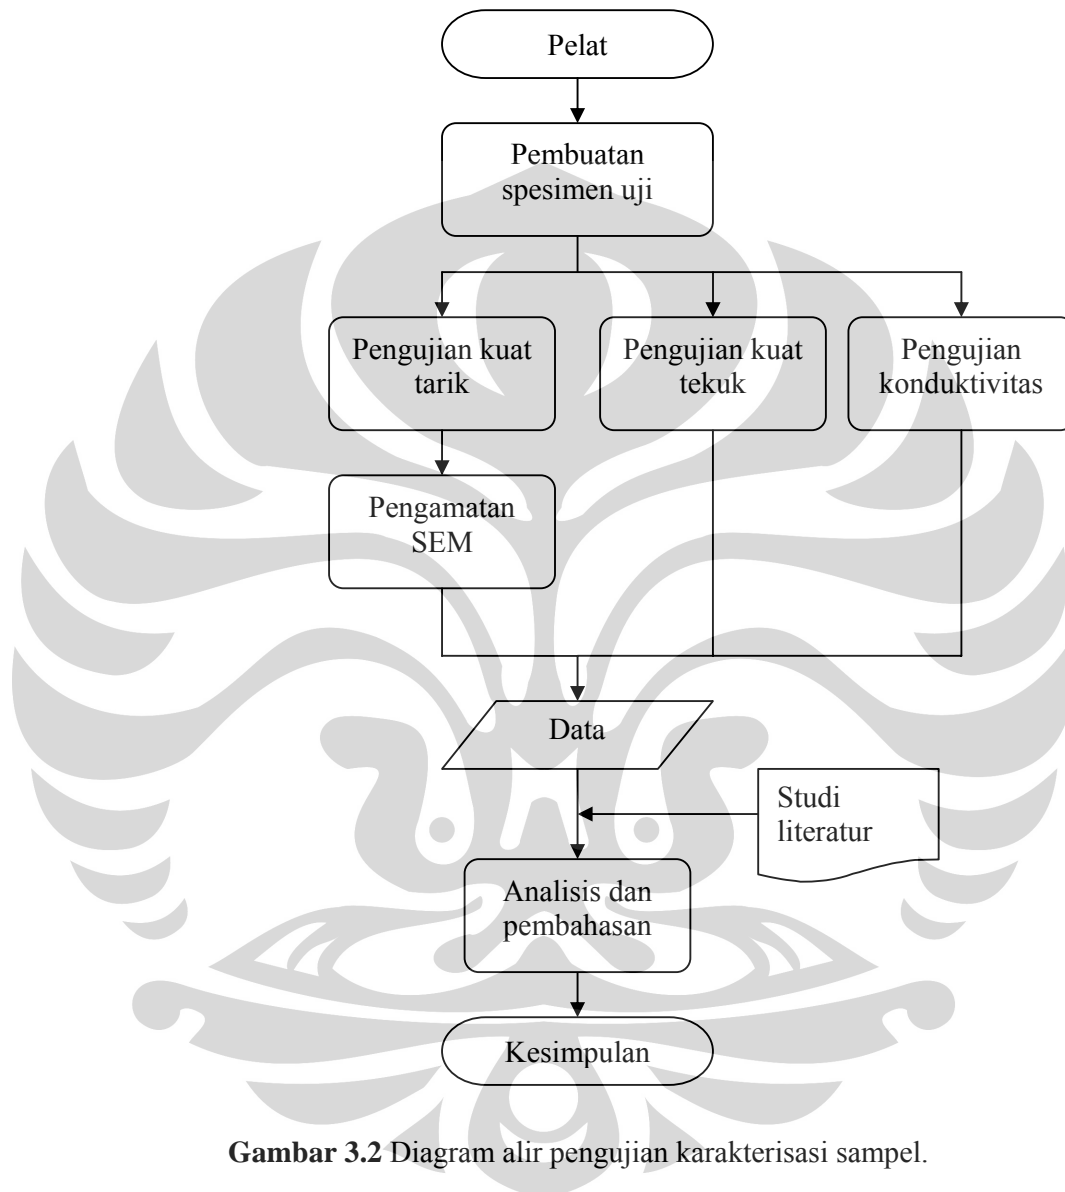 Pelat
Pembuatan
spesimen uji
Pengujian kuat
tarik
Pengujian kuat
tekuk
Pengujian
konduktivitas
Pengamatan
SEM
Data
Studi
literatur
Analisis dan
pembahasan
Kesimpulan
Gambar 3.2 Diagram alir pengujian karakterisasi sampel.